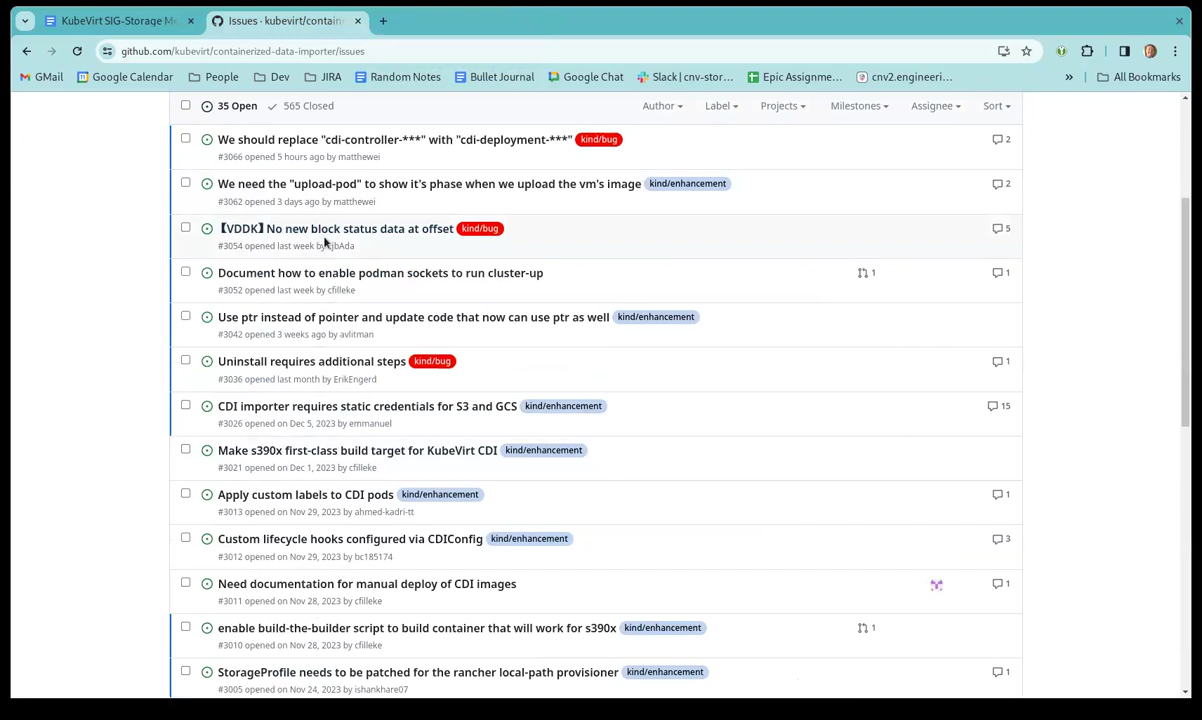 KubeVirt SIG-Storage Me
Issues · kubevirt/contain
github.com/kubevirt/containerized-data-importer/issues
GMail
Google Calendar
People
Dev
JIRA
Random Notes
Bullet Journal
Google Chat
Slack | cnv-stor...
Epic Assignme...
cnv2.engineeri...
»
All Bookmarks
35 Open
565 Closed
Author
Label
Projects
Milestones
Assignee
Sort
We should replace "cdi-controller-***" with "cdi-deployment-***" kind/bug 2
#3066 opened 5 hours ago by matthewei
We need the "upload-pod" to show it's phase when we upload the vm's image kind/enhancement 2
#3062 opened 3 days ago by matthewei
【VDDK】No new block status data at offset kind/bug 5
#3054 opened last week by
Document how to enable podman sockets to run cluster-up 1 1
#3052 opened last week by cfilleke
Use ptr instead of pointer and update code that now can use ptr as well kind/enhancement
#3042 opened 3 weeks ago by avlitman
Uninstall requires additional steps kind/bug 1
#3036 opened last month by ErikEngerd
CDI importer requires static credentials for S3 and GCS kind/enhancement 15
#3026 opened on Dec 5, 2023 by emmanuel
Make s390x first-class build target for KubeVirt CDI kind/enhancement
#3021 opened on Dec 1, 2023 by cfilleke
Apply custom labels to CDI pods kind/enhancement 1
#3013 opened on Nov 29, 2023 by ahmed-kadri-tt
Custom lifecycle hooks configured via CDIConfig kind/enhancement 3
#3012 opened on Nov 29, 2023 by bc185174
Need documentation for manual deploy of CDI images 1
#3011 opened on Nov 28, 2023 by cfilleke
enable build-the-builder script to build container that will work for s390x kind/enhancement 1
#3010 opened on Nov 28, 2023 by cfilleke
StorageProfile needs to be patched for the rancher local-path provisioner kind/enhancement 1
#3005 opened on Nov 24, 2023 by ishankhare07